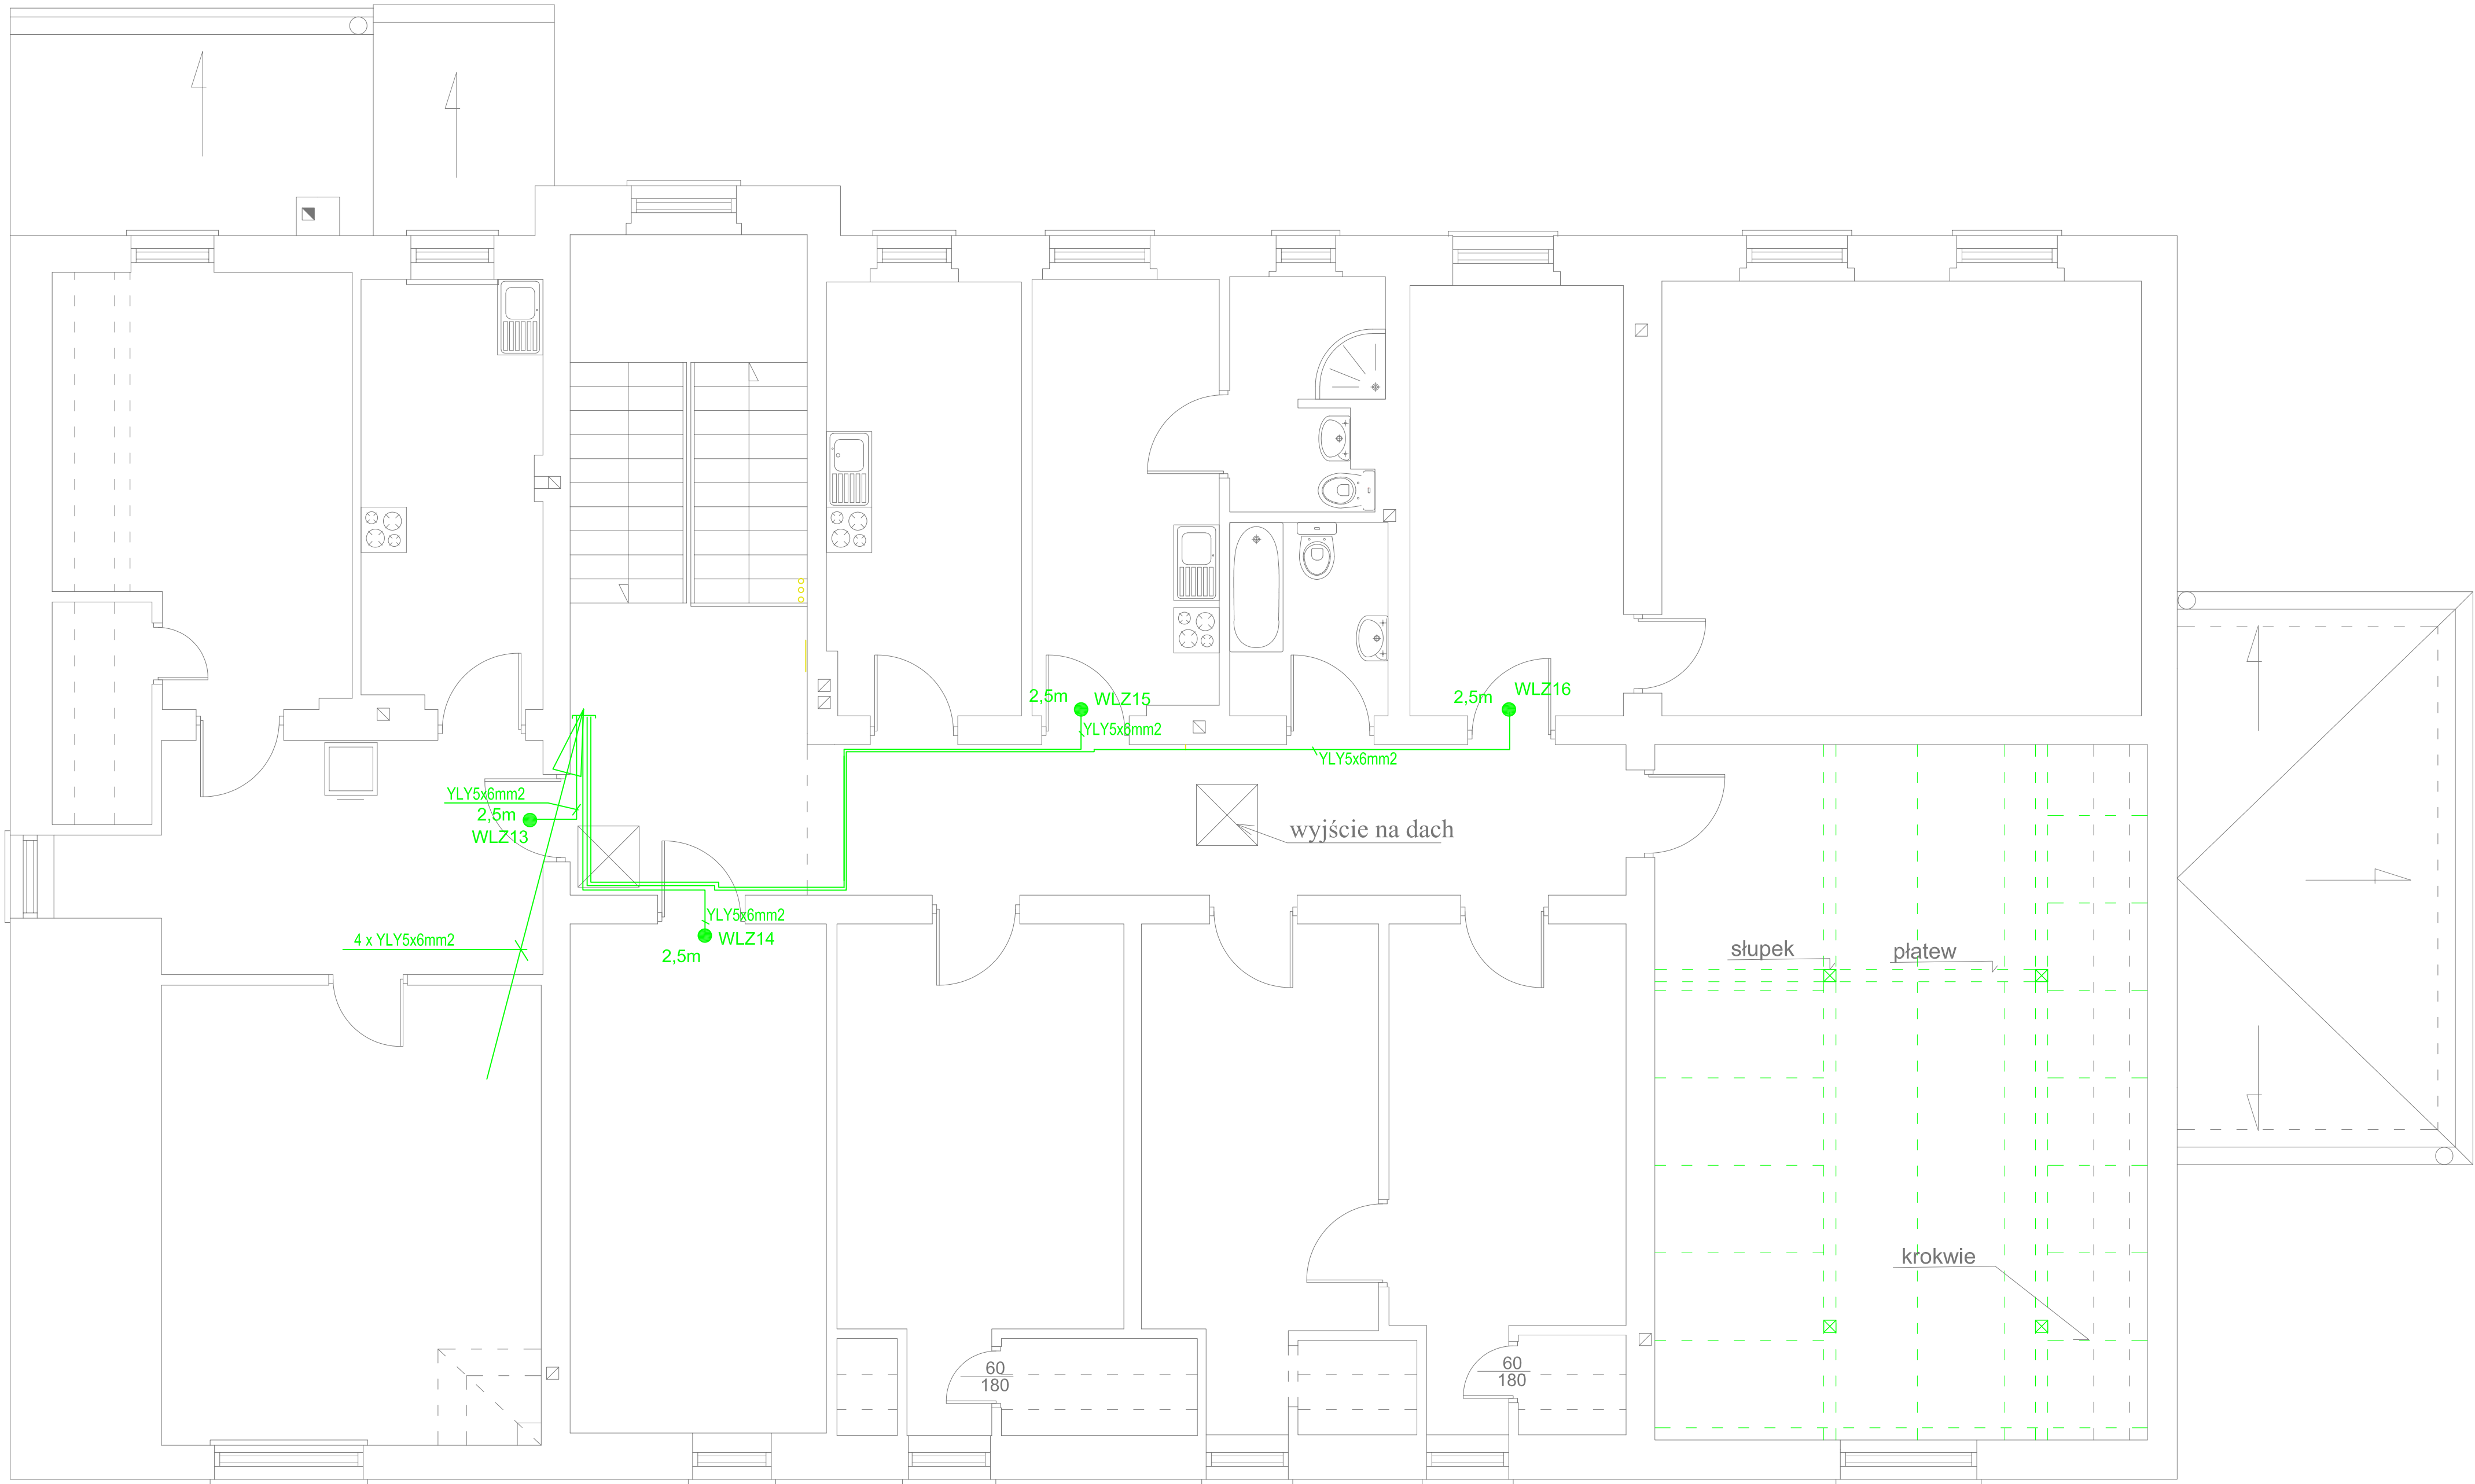 2,5m
WLZ15
YLY5x6mm2
2,5m
WLZ16
YLY5x6mm2
YLY5x6mm2
2,5m
WLZ13
wyjście na dach
YLY5x6mm2
WLZ14
2,5m
4 x YLY5x6mm2
słupek
płatew
krokwie
60
180
60
180